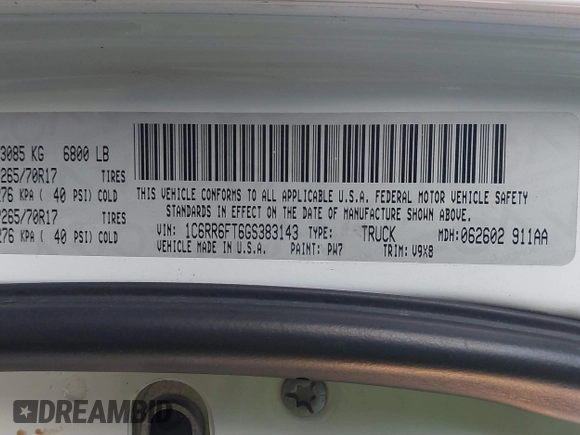 3085 KG 6800 LB
265/70R17 TIRES
276 KPA ( 40 PSI) COLD
265/70R17 TIRES
276 KPA ( 40 PSI) COLD
THIS VEHICLE CONFORMS TO ALL APPLICABLE U.S.A. FEDERAL MOTOR VEHICLE SAFETY
STANDARDS IN EFFECT ON THE DATE OF MANUFACTURE SHOWN ABOVE.
VIN: 1C6RR6FT6GS383143 TYPE: TRUCK MDH: 062602 911AA
VEHICLE MADE IN: U.S.A. PAINT: PW7 TRIM: V9X8
DREAMBID